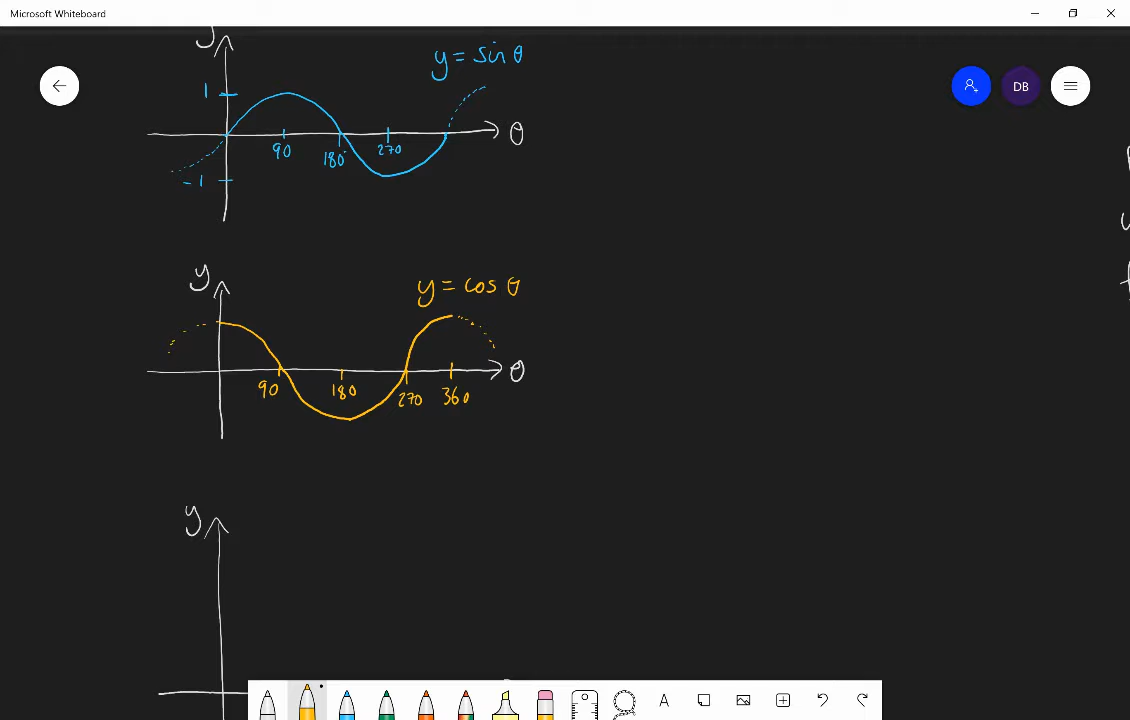 Microsoft Whiteboard
y
y = sin θ
1
DB
θ
90
180
270
-1
y
y = cos θ
θ
90
180
270
360
y
A